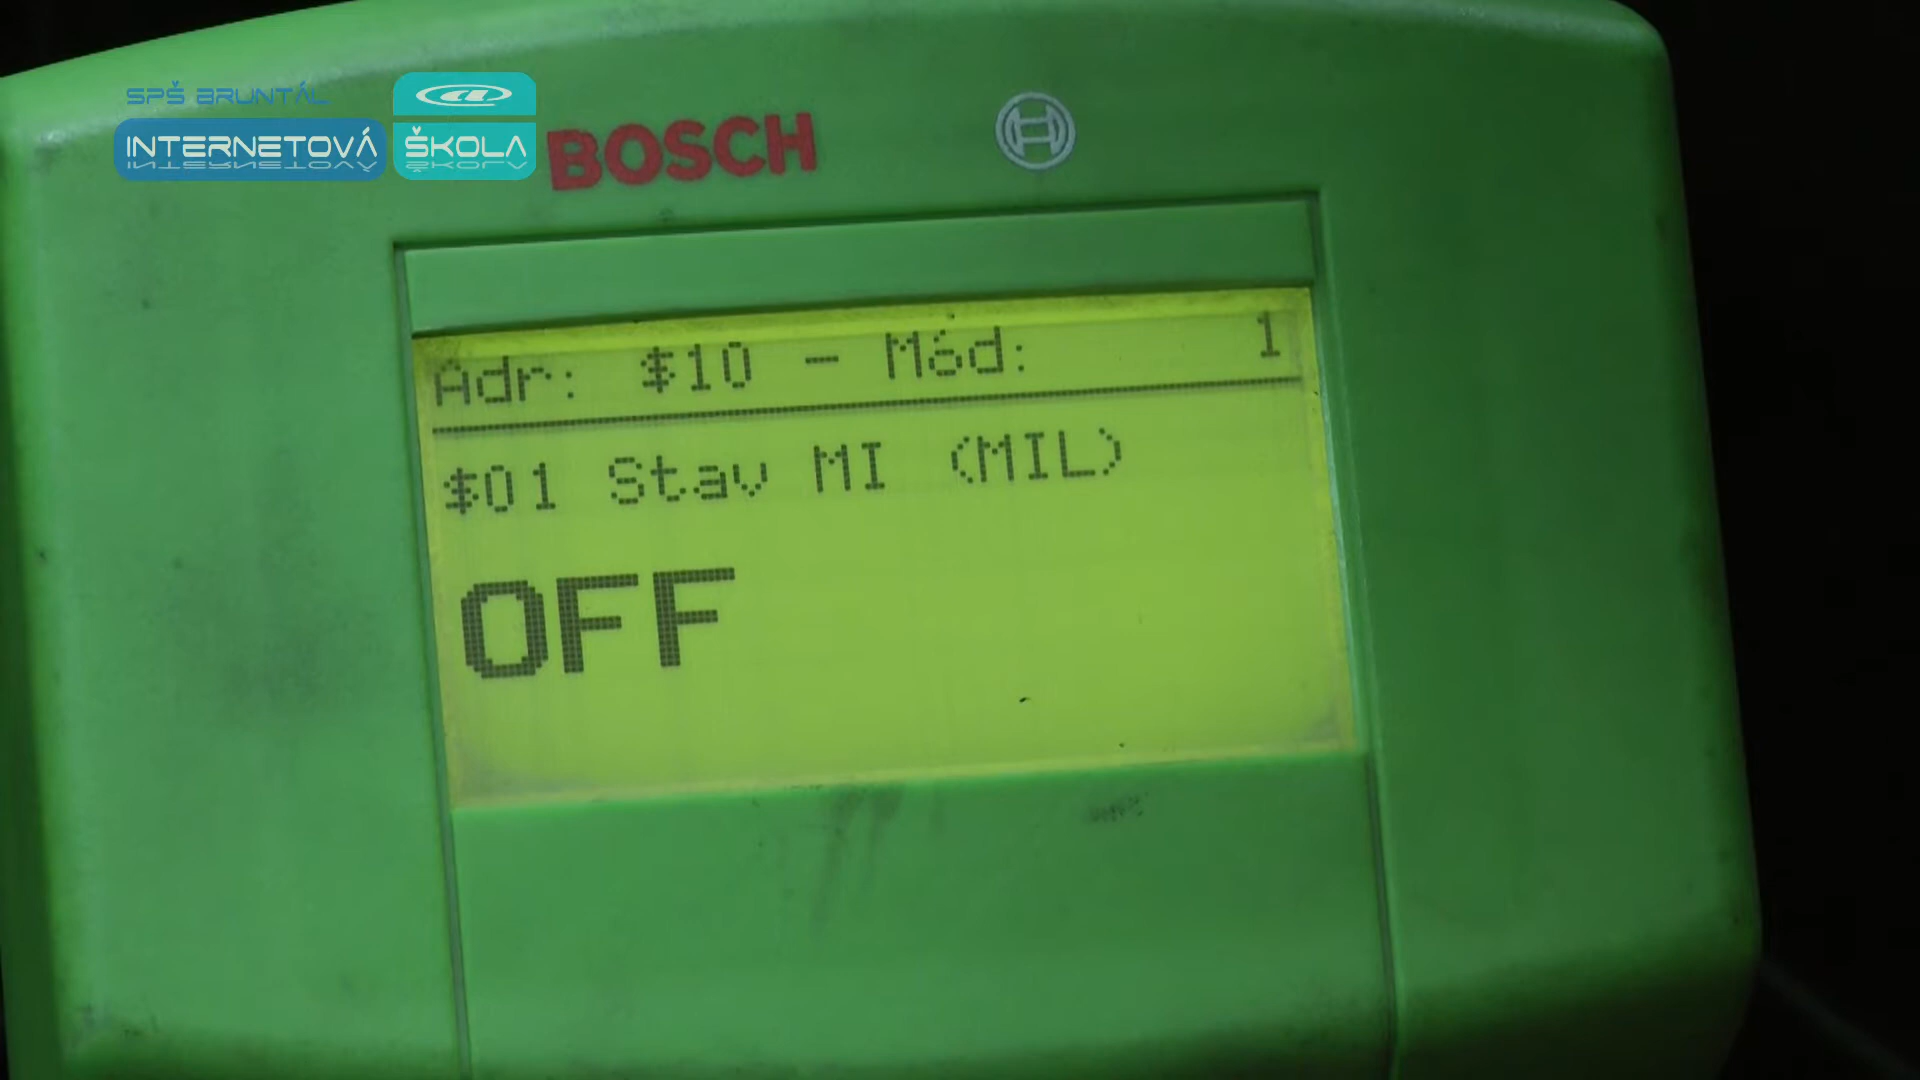 SPŠ BRUNTÁL
INTERNETOVÁ ŠKOLA
BOSCH
Adr: $10 - Mód: 1
$01 Stav MI (MIL)
OFF